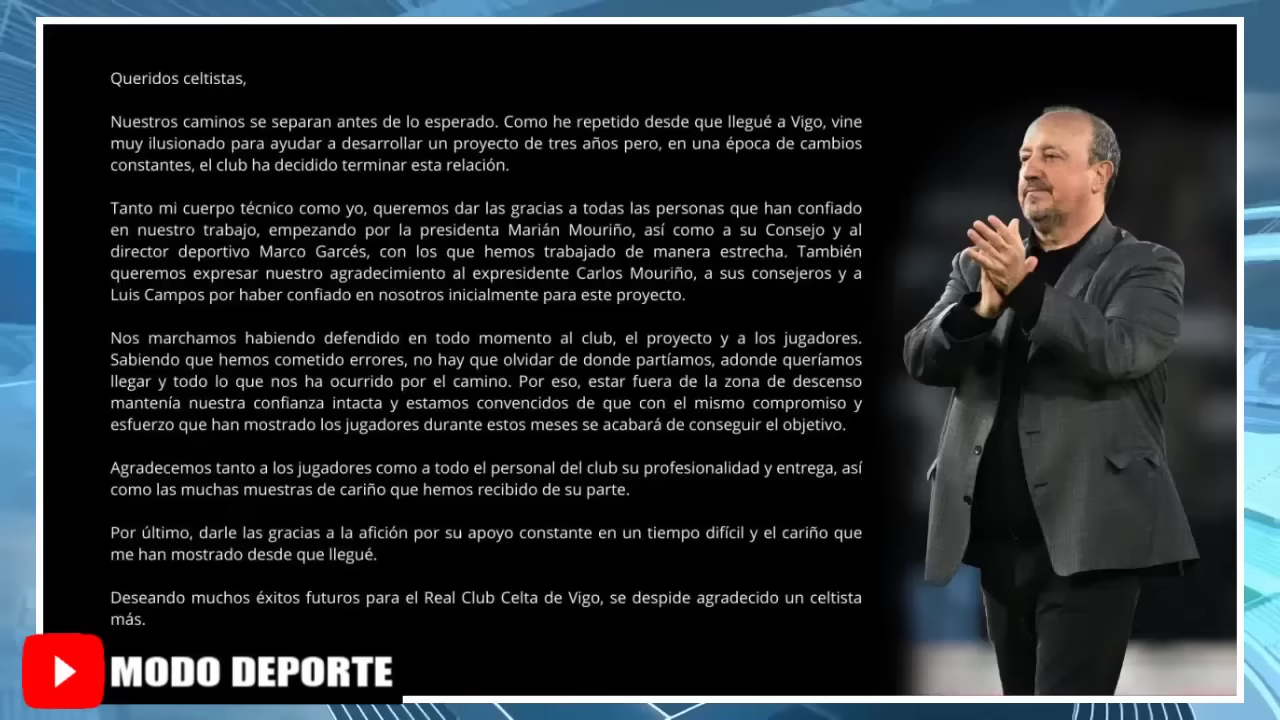 Queridos celtistas,
Nuestros caminos se separan antes de lo esperado. Como he repetido desde que llegué a Vigo, vine
muy ilusionado para ayudar a desarrollar un proyecto de tres años pero, en una época de cambios
constantes, el club ha decidido terminar esta relación.
Tanto mi cuerpo técnico como yo, queremos dar las gracias a todas las personas que han confiado
en nuestro trabajo, empezando por la presidenta Marián Mouriño, así como a su Consejo y al
director deportivo Marco Garcés, con los que hemos trabajado de manera estrecha. También
queremos expresar nuestro agradecimiento al expresidente Carlos Mouriño, a sus consejeros y a
Luis Campos por haber confiado en nosotros inicialmente para este proyecto.
Nos marchamos habiendo defendido en todo momento al club, el proyecto y a los jugadores.
Sabiendo que hemos cometido errores, no hay que olvidar de donde partíamos, adonde queríamos
llegar y todo lo que nos ha ocurrido por el camino. Por eso, estar fuera de la zona de descenso
mantenía nuestra confianza intacta y estamos convencidos de que con el mismo compromiso y
esfuerzo que han mostrado los jugadores durante estos meses se acabará de conseguir el objetivo.
Agradecemos tanto a los jugadores como a todo el personal del club su profesionalidad y entrega, así
como las muchas muestras de cariño que hemos recibido de su parte.
Por último, darle las gracias a la afición por su apoyo constante en un tiempo difícil y el cariño que
me han mostrado desde que llegué.
Deseando muchos éxitos futuros para el Real Club Celta de Vigo, se despide agradecido un celtista
más.
MODO DEPORTE